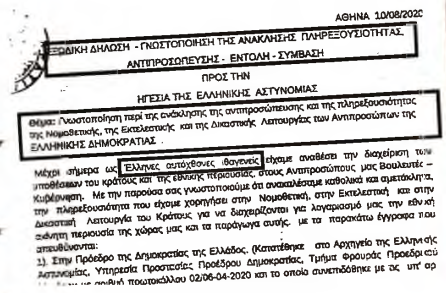 ΑΘΗΝΑ 10/08/2020
ΕΞΩΔΙΚΗ ΔΗΛΩΣΗ - ΓΝΩΣΤΟΠΟΙΗΣΗ ΤΗΣ ΑΝΑΚΛΗΣΗΣ ΠΛΗΡΕΞΟΥΣΙΟΤΗΤΑΣ,
ΑΝΤΙΠΡΟΣΩΠΕΥΣΗΣ - ΕΝΤΟΛΗ - ΣΥΜΒΑΣΗ
ΠΡΟΣ ΤΗΝ
ΗΓΕΣΙΑ ΤΗΣ ΕΛΛΗΝΙΚΗΣ ΑΣΤΥΝΟΜΙΑΣ
Θέμα: Γνωστοποίηση περί της ανάκλησης της αντιπροσώπευσης και της πληρεξουσιότητας
της Νομοθετικής, της Εκτελεστικής και της Δικαστικής Λειτουργίας των Αντιπροσώπων της
ΕΛΛΗΝΙΚΗΣ ΔΗΜΟΚΡΑΤΙΑΣ .
Μέχρι σήμερα ως Έλληνες αυτόχθονες ιθαγενείς είχαμε αναθέσει την διαχείριση των
υποθέσεων του κράτους και της εθνικής περιουσίας, στους Αντιπροσώπους μας Βουλευτές –
Κυβέρνηση. Με την παρούσα σας γνωστοποιούμε ότι ανακαλέσαμε καθολικά και αμετάκλητα,
την πληρεξουσιότητα που είχαμε χορηγήσει στην Νομοθετική, στην Εκτελεστική και στην
Δικαστική Λειτουργία του Κράτους για να διαχειρίζονται για λογαριασμό μας την εθνική
ακίνητη περιουσία της χώρας μας και τα παράγωγα αυτής. με τα παρακάτω έγγραφα που
απευθύνονται:
1). Στην Πρόεδρο της Δημοκρατίας της Ελλάδος. (Κατατέθηκε στο Αρχηγείο της Ελληνικής
Αστυνομίας, Υπηρεσία Προστασίας Προέδρου Δημοκρατίας, Τμήμα Φρουράς Προεδρικού
με αριθμό πρωτοκόλλου 02/06-04-2020 και το οποίο συνεπιδόθηκε με τις υπ' αρ